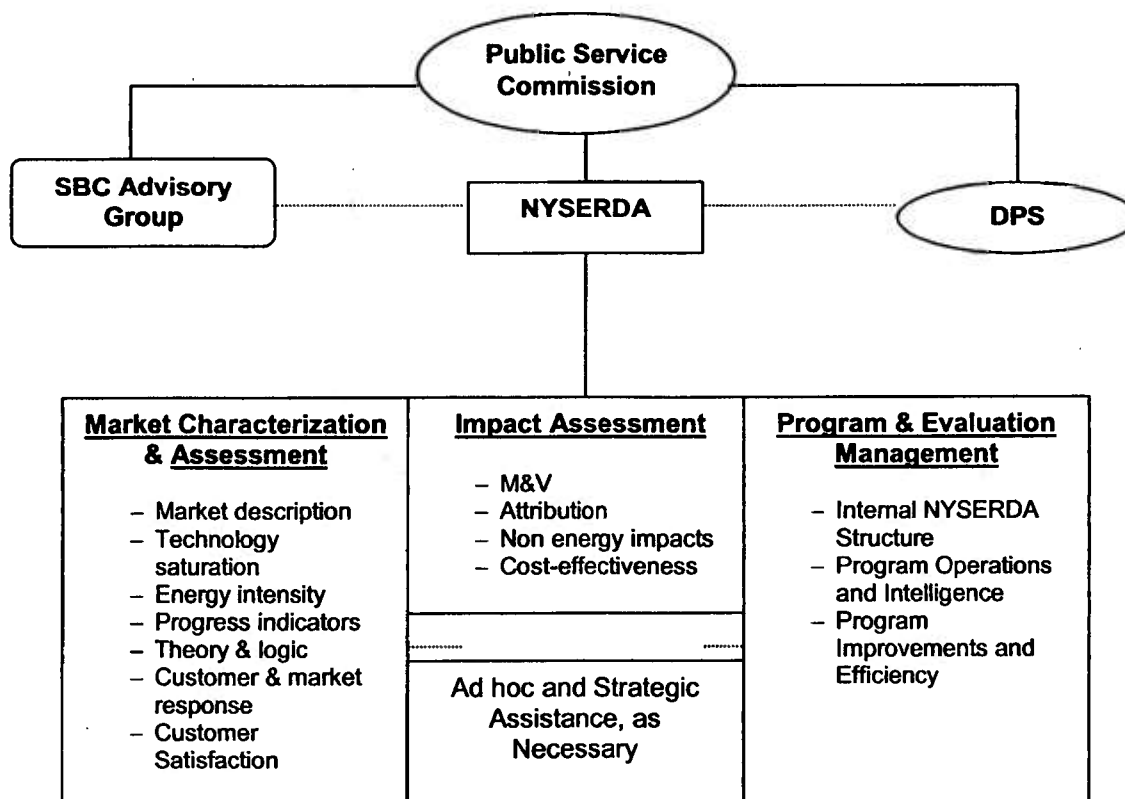 Public Service
Commission
SBC Advisory
Group
NYSERDA
DPS
Market Characterization
& Assessment
– Market description
– Technology
saturation
– Energy intensity
– Progress indicators
– Theory & logic
– Customer & market
response
– Customer
Satisfaction
Impact Assessment
– M&V
– Attribution
– Non energy impacts
– Cost-effectiveness
Ad hoc and Strategic
Assistance, as
Necessary
Program & Evaluation
Management
– Internal NYSERDA
Structure
– Program Operations
and Intelligence
– Program
Improvements and
Efficiency